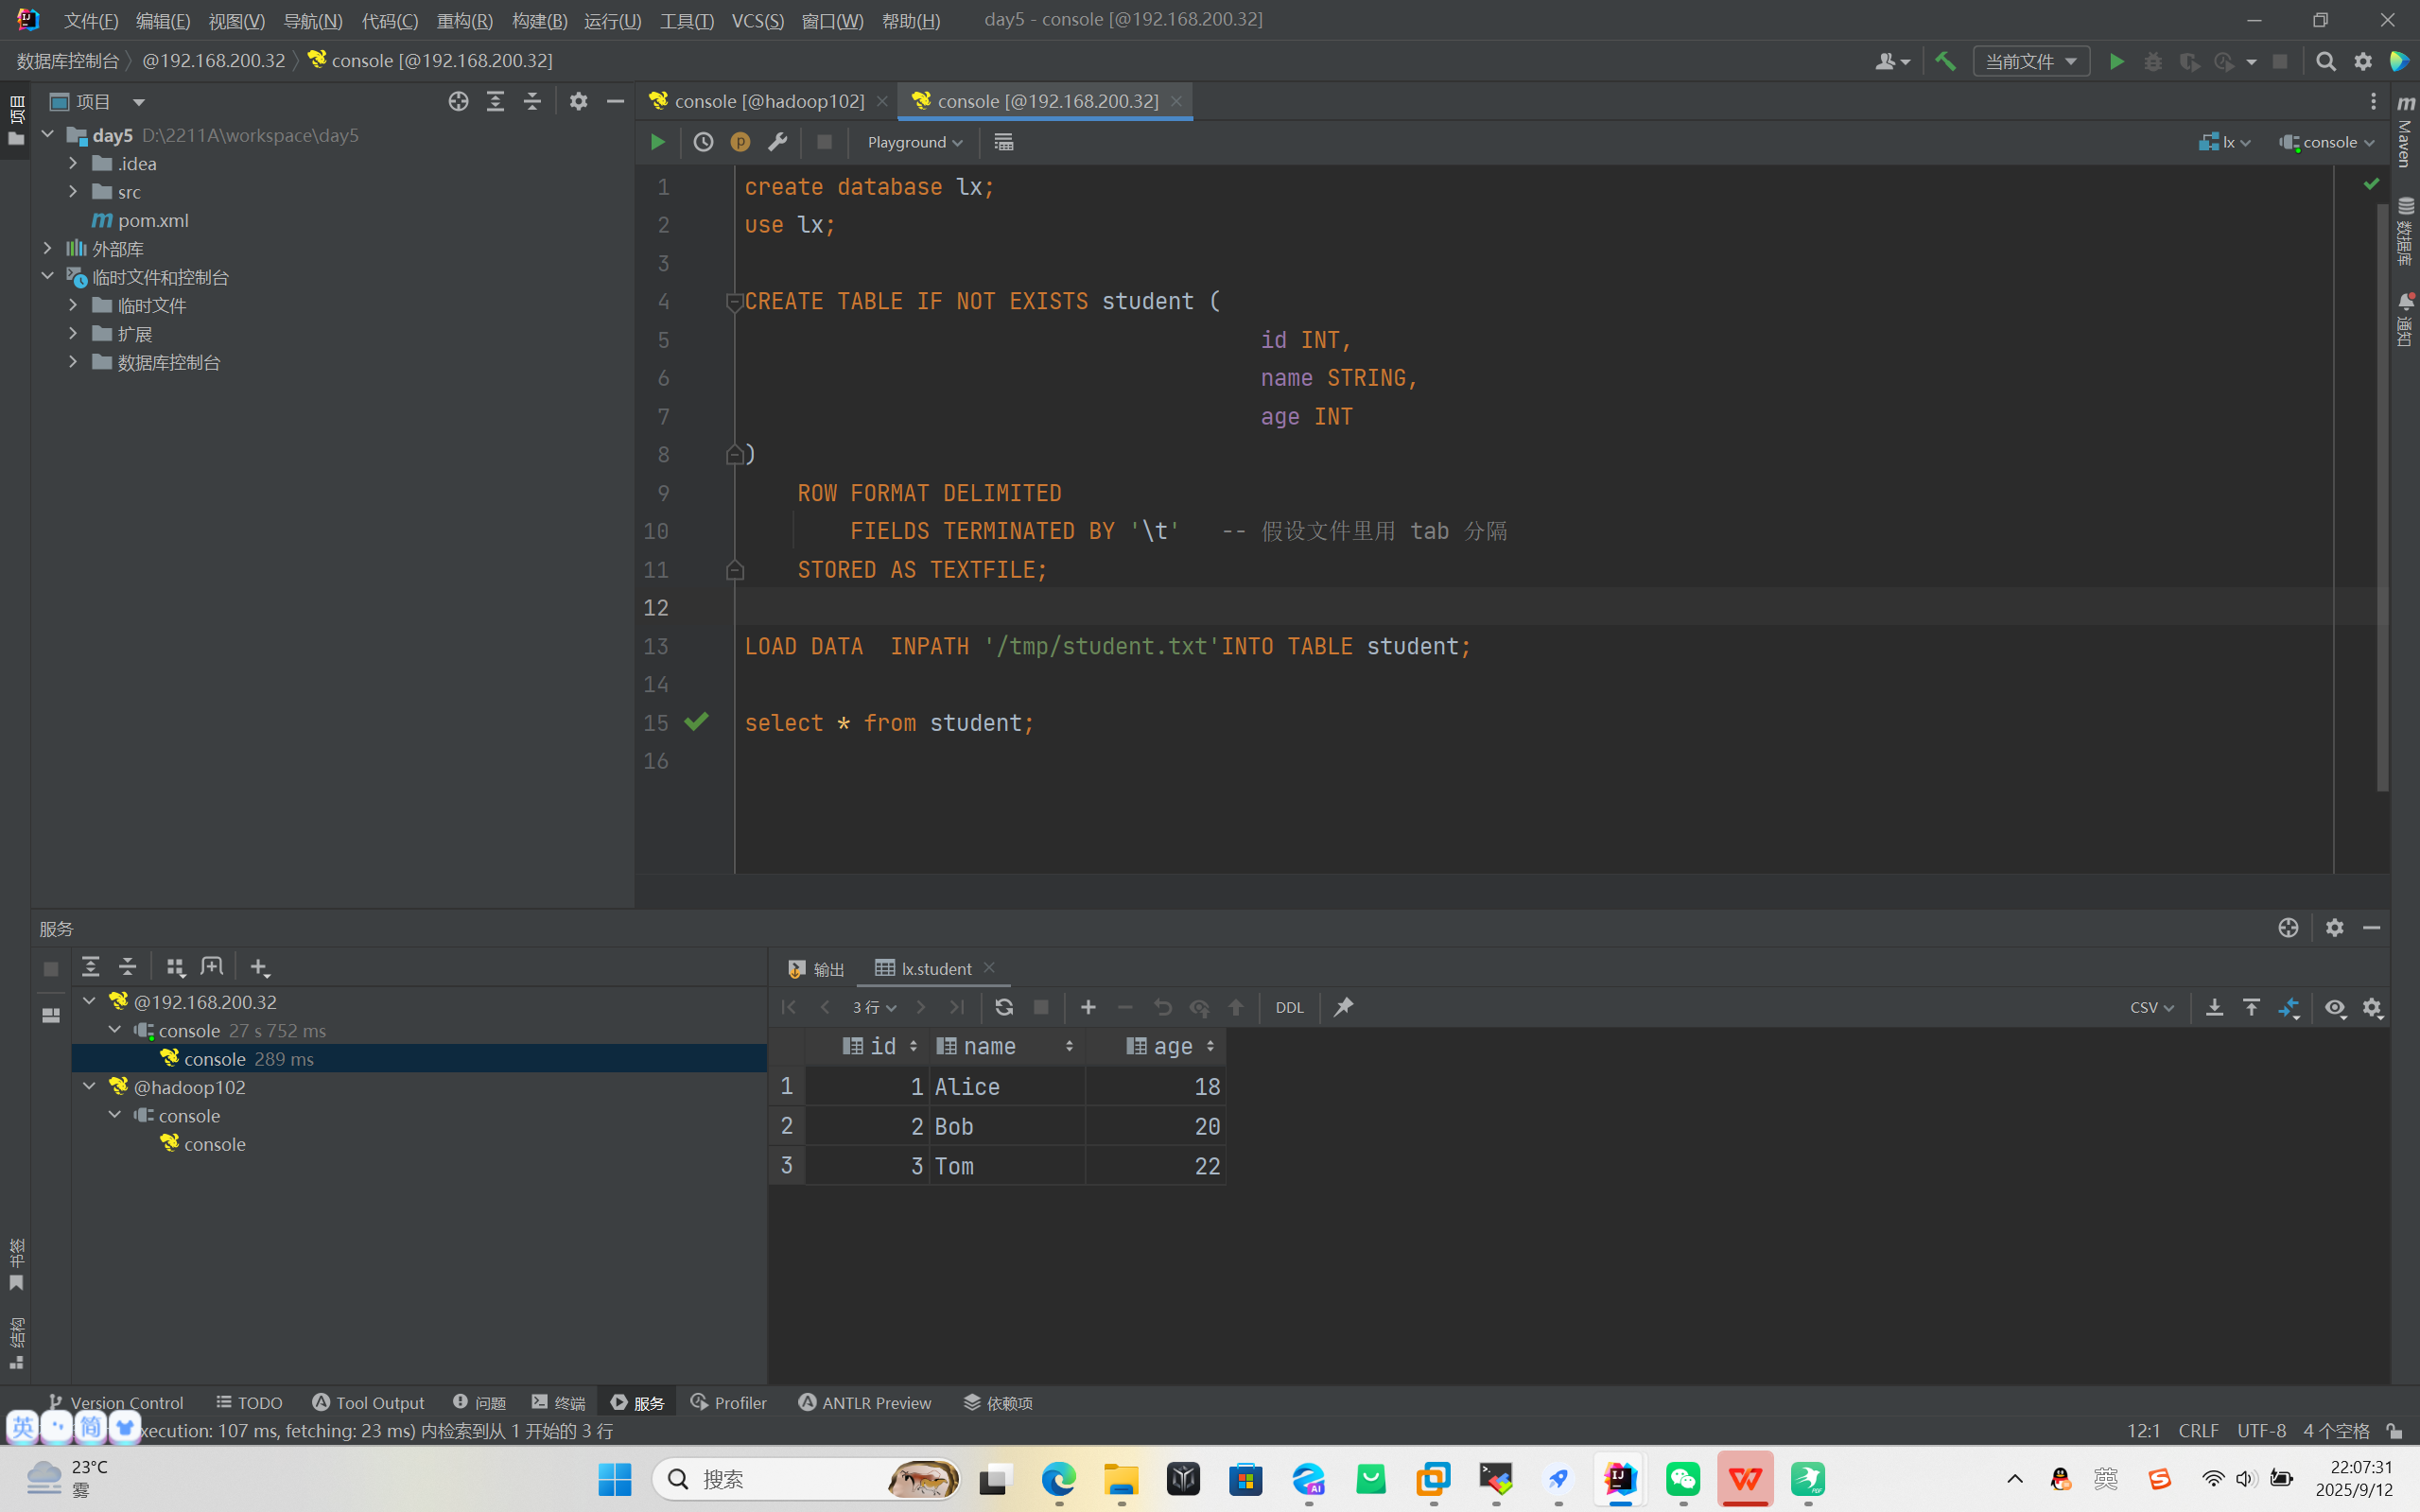 文件(F) 编辑(E) 视图(V) 导航(N) 代码(C) 重构(R) 构建(B) 运行(U) 工具(T) VCS(S) 窗口(W) 帮助(H) day5 - console [@192.168.200.32]
数据库控制台 @192.168.200.32 console [@192.168.200.32] 当前文件
项目 项目 console [@hadoop102] console [@192.168.200.32]
day5 D:\2211A\workspace\day5
.idea
src
pom.xml
外部库
临时文件和控制台
临时文件
扩展
数据库控制台
Playground lx console
1 create database lx;
2 use lx;
3
4 CREATE TABLE IF NOT EXISTS student (
5 id INT,
6 name STRING,
7 age INT
8 )
9 ROW FORMAT DELIMITED
10 FIELDS TERMINATED BY '\t' -- 假设文件里用 tab 分隔
11 STORED AS TEXTFILE;
12
13 LOAD DATA  INPATH '/tmp/student.txt'INTO TABLE student;
14
15 select * from student;
16
Maven
数据库
通知
服务
@192.168.200.32
console 27 s 752 ms
console 289 ms
@hadoop102
console
console
输出 lx.student
3 行 DDL CSV
id name age
1 1 Alice 18
2 2 Bob 20
3 3 Tom 22
书签
结构
Version Control TODO Tool Output 问题 终端 服务 Profiler ANTLR Preview 依赖项
英 简 xecution: 107 ms, fetching: 23 ms) 内检索到从 1 开始的 3 行 12:1 CRLF UTF-8 4 个空格
23°C
雾
搜索
英
22:07:31
2025/9/12